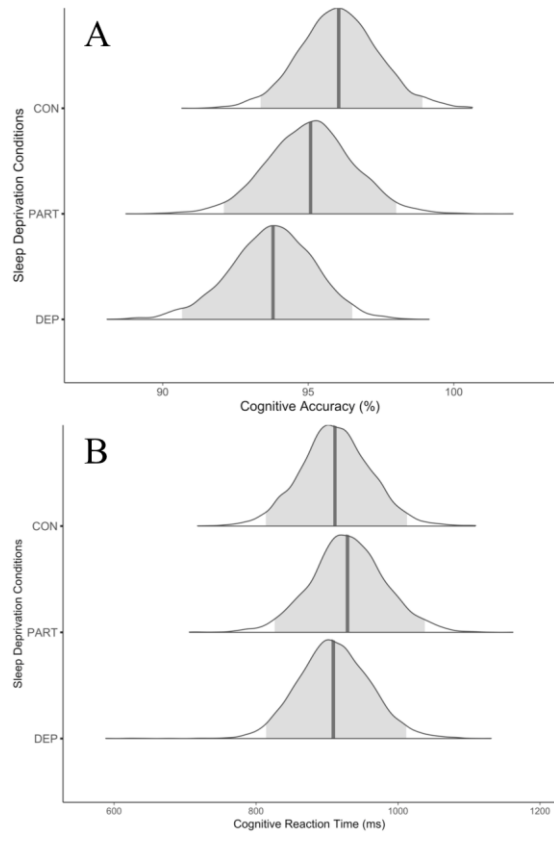 A
Sleep Deprivation Conditions
CON
PART
DEP
90 95 100
Cognitive Accuracy (%)
B
Sleep Deprivation Conditions
CON
PART
DEP
600 800 1000 1200
Cognitive Reaction Time (ms)